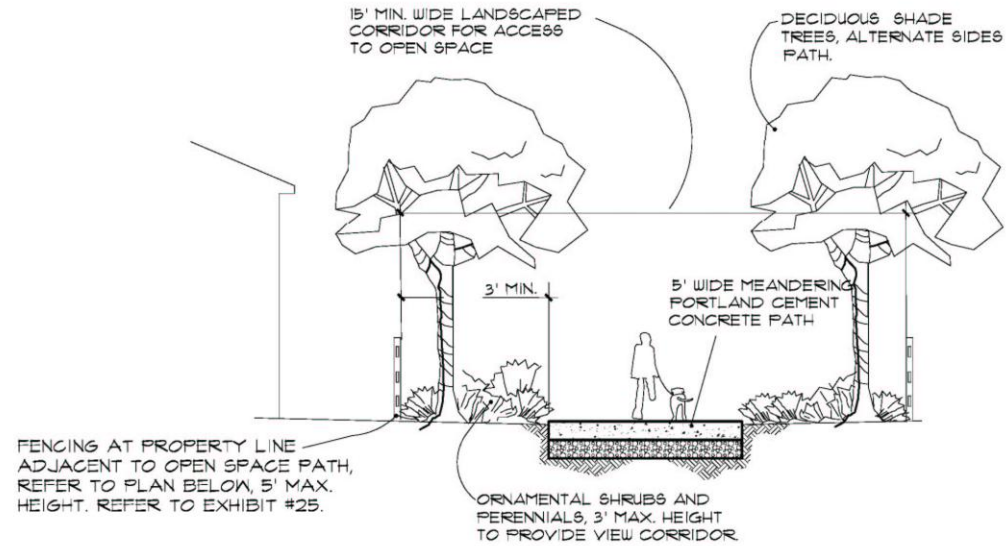 15' MIN. WIDE LANDSCAPED
CORRIDOR FOR ACCESS
TO OPEN SPACE
DECIDUOUS SHADE
TREES, ALTERNATE SIDES
PATH.
3' MIN.
5' WIDE MEANDERING
PORTLAND CEMENT
CONCRETE PATH
FENCING AT PROPERTY LINE
ADJACENT TO OPEN SPACE PATH,
REFER TO PLAN BELOW, 5' MAX.
HEIGHT. REFER TO EXHIBIT #25.
ORNAMENTAL SHRUBS AND
PERENNIALS, 3' MAX. HEIGHT
TO PROVIDE VIEW CORRIDOR